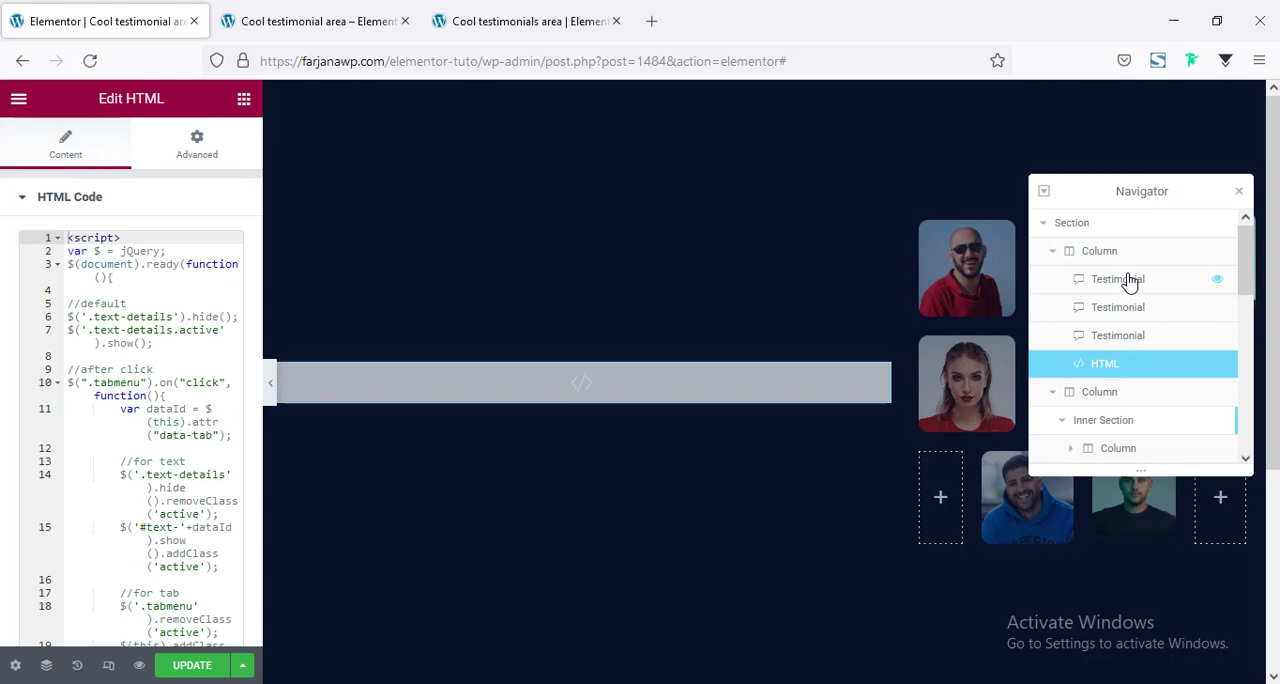 Elementor | Cool testimonial are
Cool testimonial area – Element
Cool testimonials area | Element
https://farjanawp.com/elementor-tuto/wp-admin/post.php?post=1484&action=elementor#
Edit HTML
Content
Advanced
HTML Code
1 <script>
2 var $ = jQuery;
3 $(document).ready(function
(){
4
5 //default
6 $('.text-details').hide();
7 $('.text-details.active'
).show();
8
9 //after click
10 $(".tabmenu").on("click",
function(){
11 var dataId = $
(this).attr
("data-tab");
12
13 //for text
14 $('.text-details'
).hide
().removeClass
('active');
15 $('#text-'+dataId
).show
().addClass
('active');
16
17 //for tab
18 $('.tabmenu'
).removeClass
('active');
19 $(this).addClass
UPDATE
Navigator
Section
Column
Testimonial
Testimonial
Testimonial
HTML
Column
Inner Section
Column
Activate Windows
Go to Settings to activate Windows.